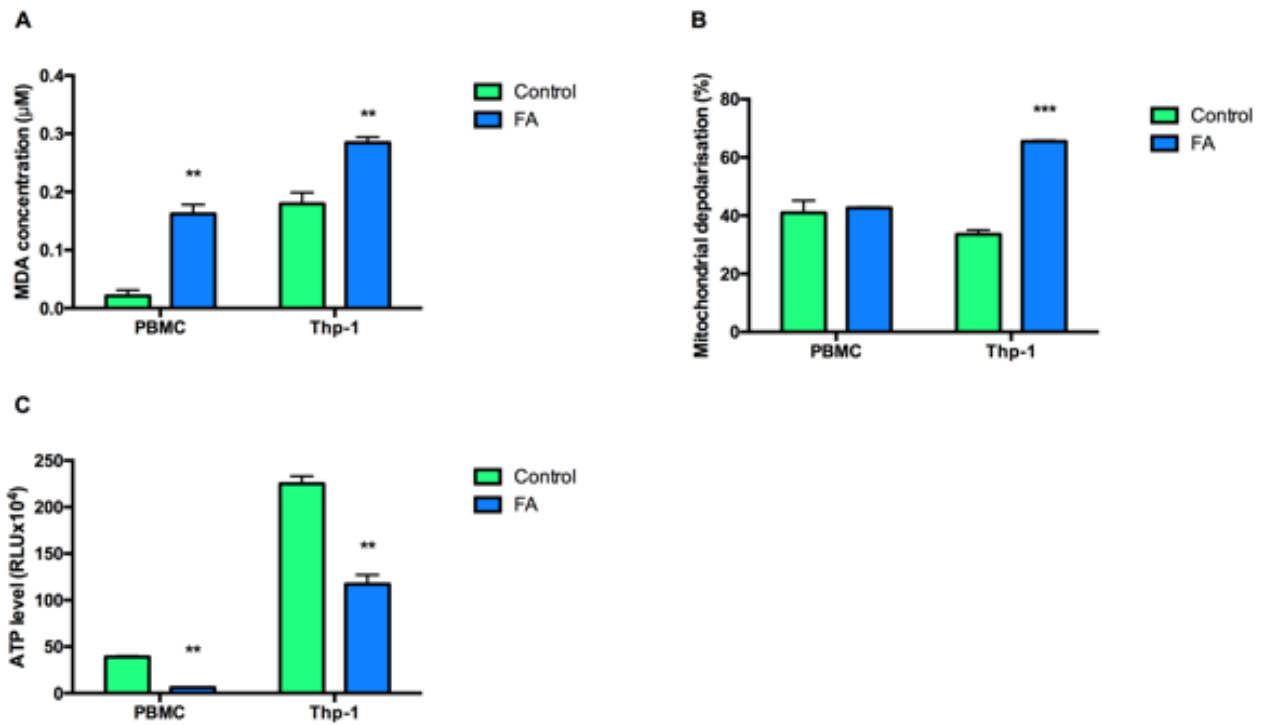 A
MDA concentration (µM)
0.4
0.3
0.2
0.1
0.0
**
**
PBMC
Thp-1
Control
FA
B
Mitochondrial depolarisation (%)
80
60
40
20
0
***
PBMC
Thp-1
Control
FA
C
ATP level (RLUx10⁴)
250
200
150
100
50
0
**
**
PBMC
Thp-1
Control
FA